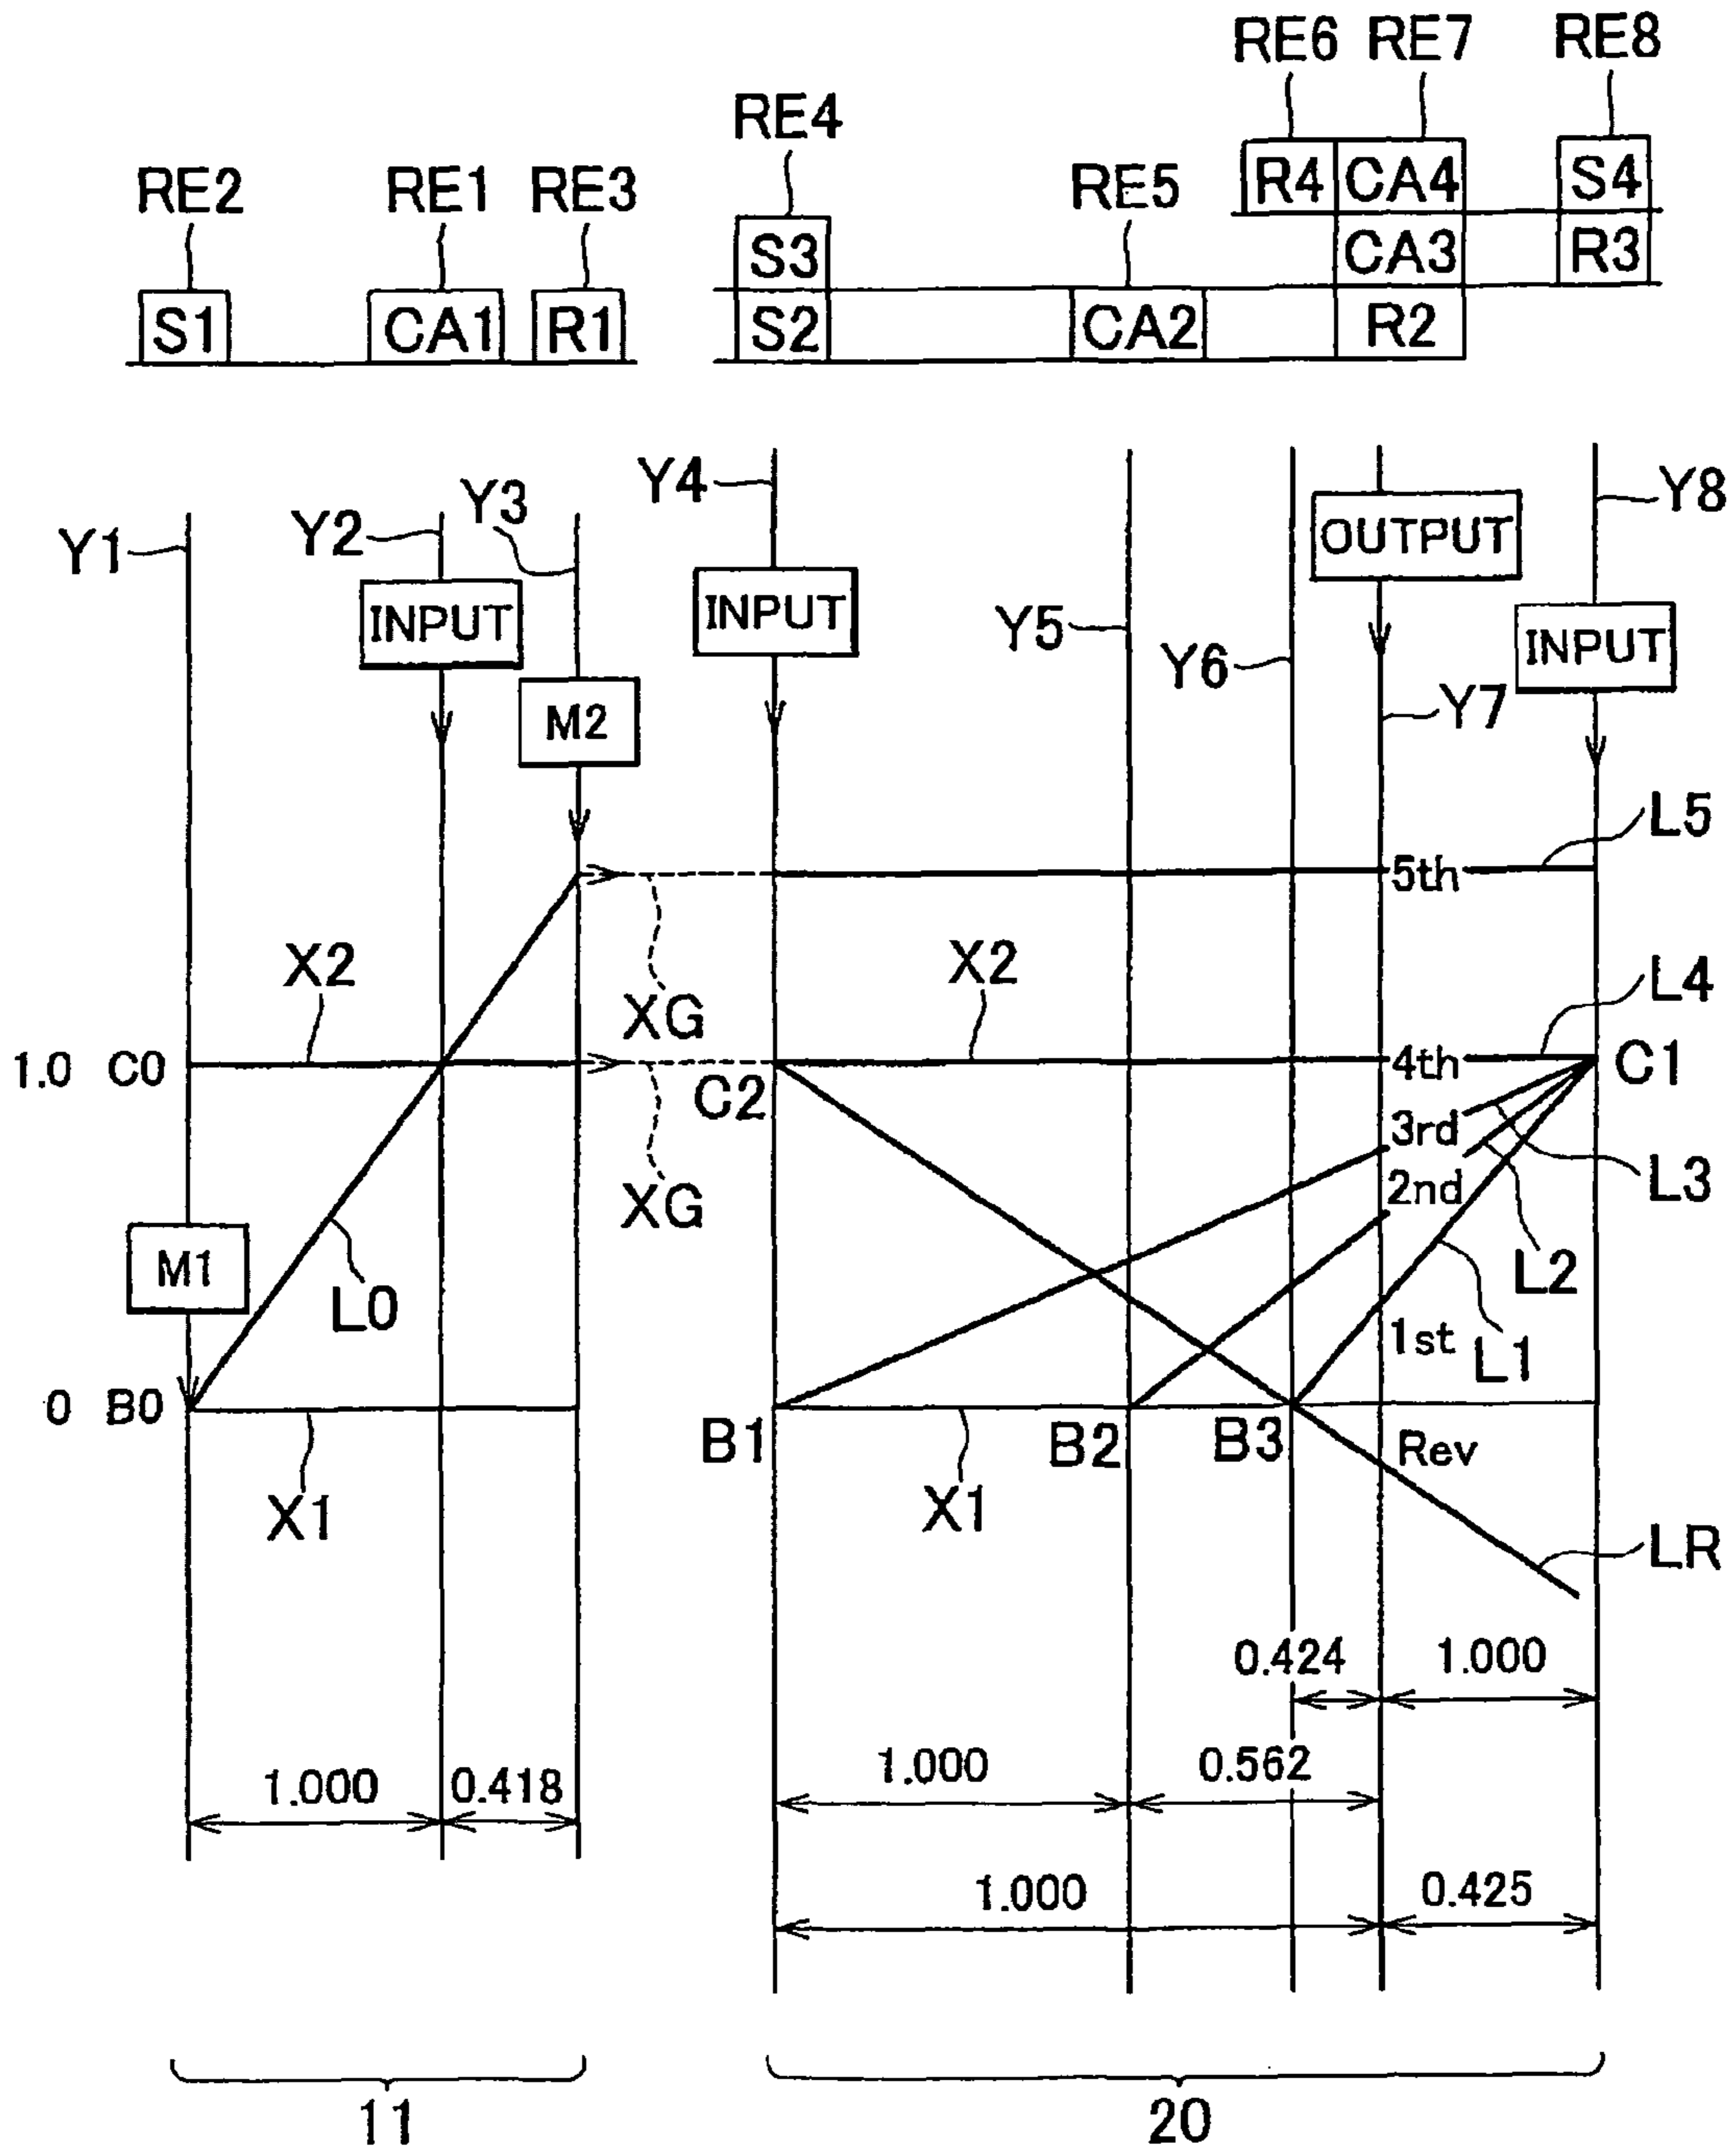 RE6 RE7 RE8
RE4
RE2 RE1 RE3 RE5
R4 CA4 S4
S3 CA3 R3
S1 CA1 R1 S2 CA2 R2
Y1 Y2 Y3 Y4 Y5 Y6 Y7 Y8
OUTPUT
INPUT INPUT INPUT
M2
L5
5th
X2 X2 L4
XG
1.0 C0 C2 4th C1
3rd
XG 2nd L3
M1 L0 L2
1st L1
0 B0 B1 B2 B3 Rev
X1 X1
LR
0.424 1.000
1.000 0.418 1.000 0.562
1.000 0.425
11 20